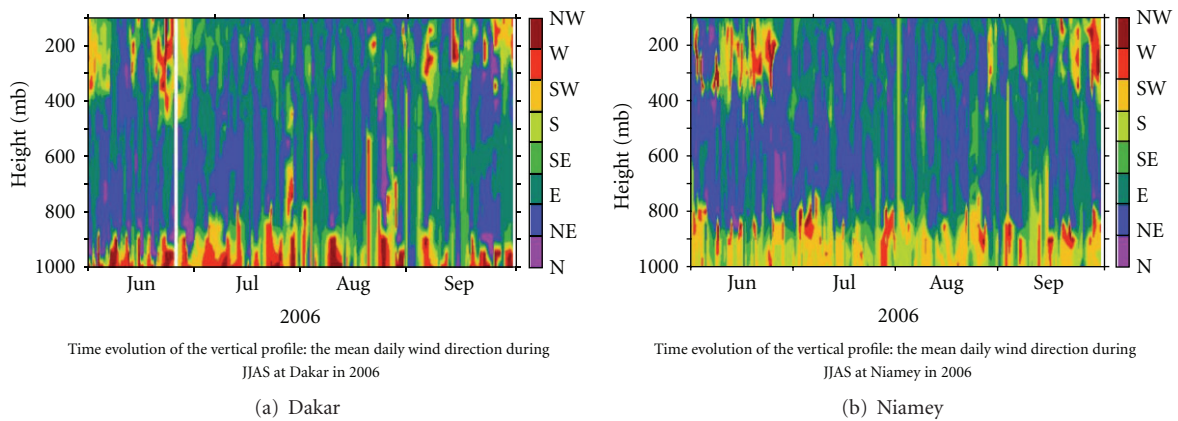 NW
200
W
SW
400
S
Height (mb)
SE
600
E
800
NE
N
1000
Jun
Jul
Aug
Sep
2006
Time evolution of the vertical profile: the mean daily wind direction during
JJAS at Dakar in 2006
(a) Dakar
NW
200
W
SW
400
S
Height (mb)
SE
600
E
800
NE
N
1000
Jun
Jul
Aug
Sep
2006
Time evolution of the vertical profile: the mean daily wind direction during
JJAS at Niamey in 2006
(b) Niamey